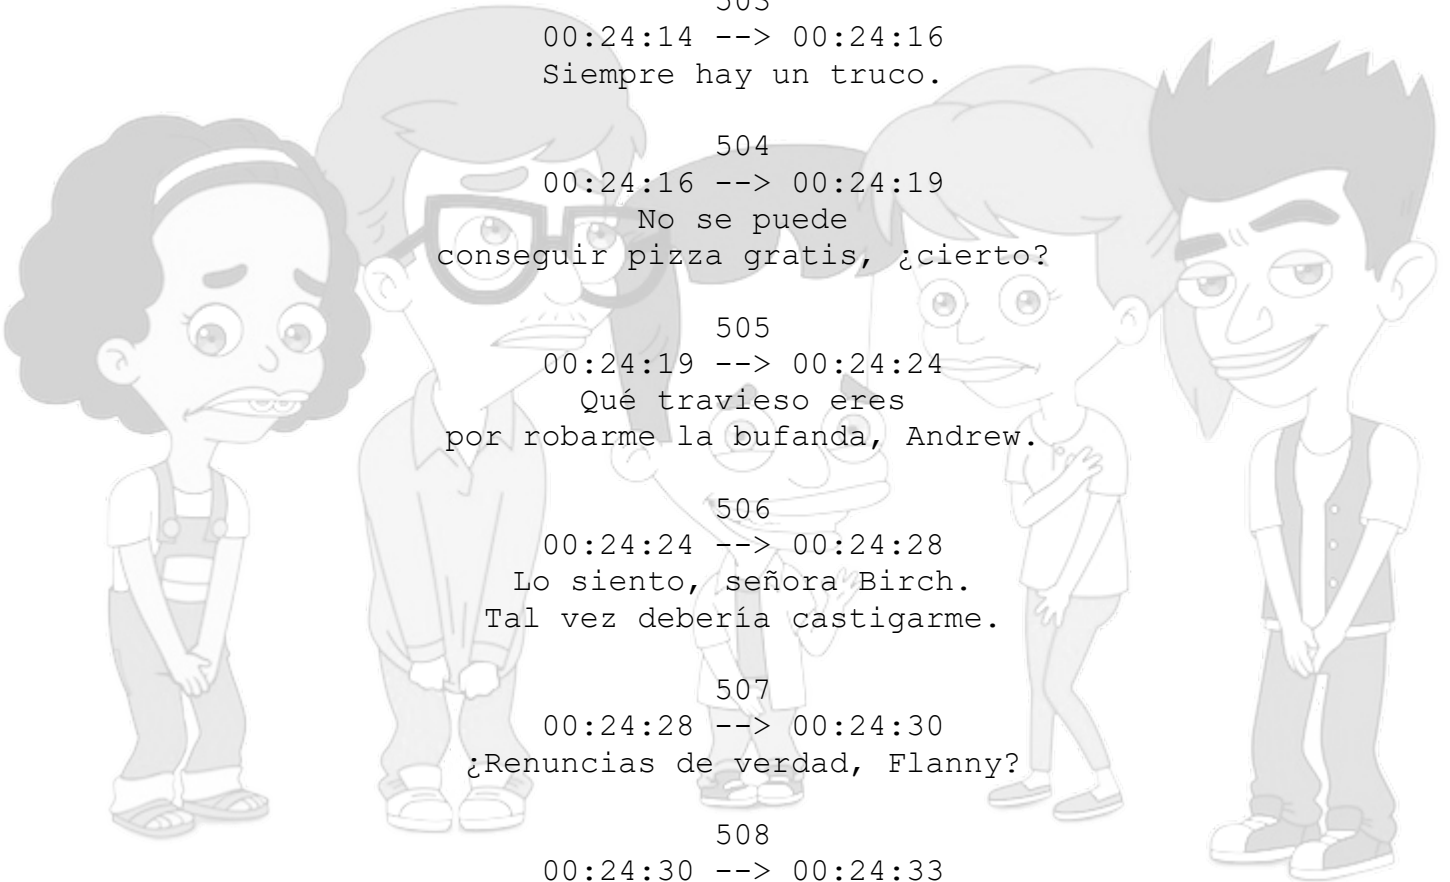 503
00:24:14 --> 00:24:16
Siempre hay un truco.
504
00:24:16 --> 00:24:19
No se puede
conseguir pizza gratis, ¿cierto?
505
00:24:19 --> 00:24:24
Qué travieso eres
por robarme la bufanda, Andrew.
506
00:24:24 --> 00:24:28
Lo siento, señora Birch.
Tal vez debería castigarme.
507
00:24:28 --> 00:24:30
¿Renuncias de verdad, Flanny?
508
00:24:30 --> 00:24:33